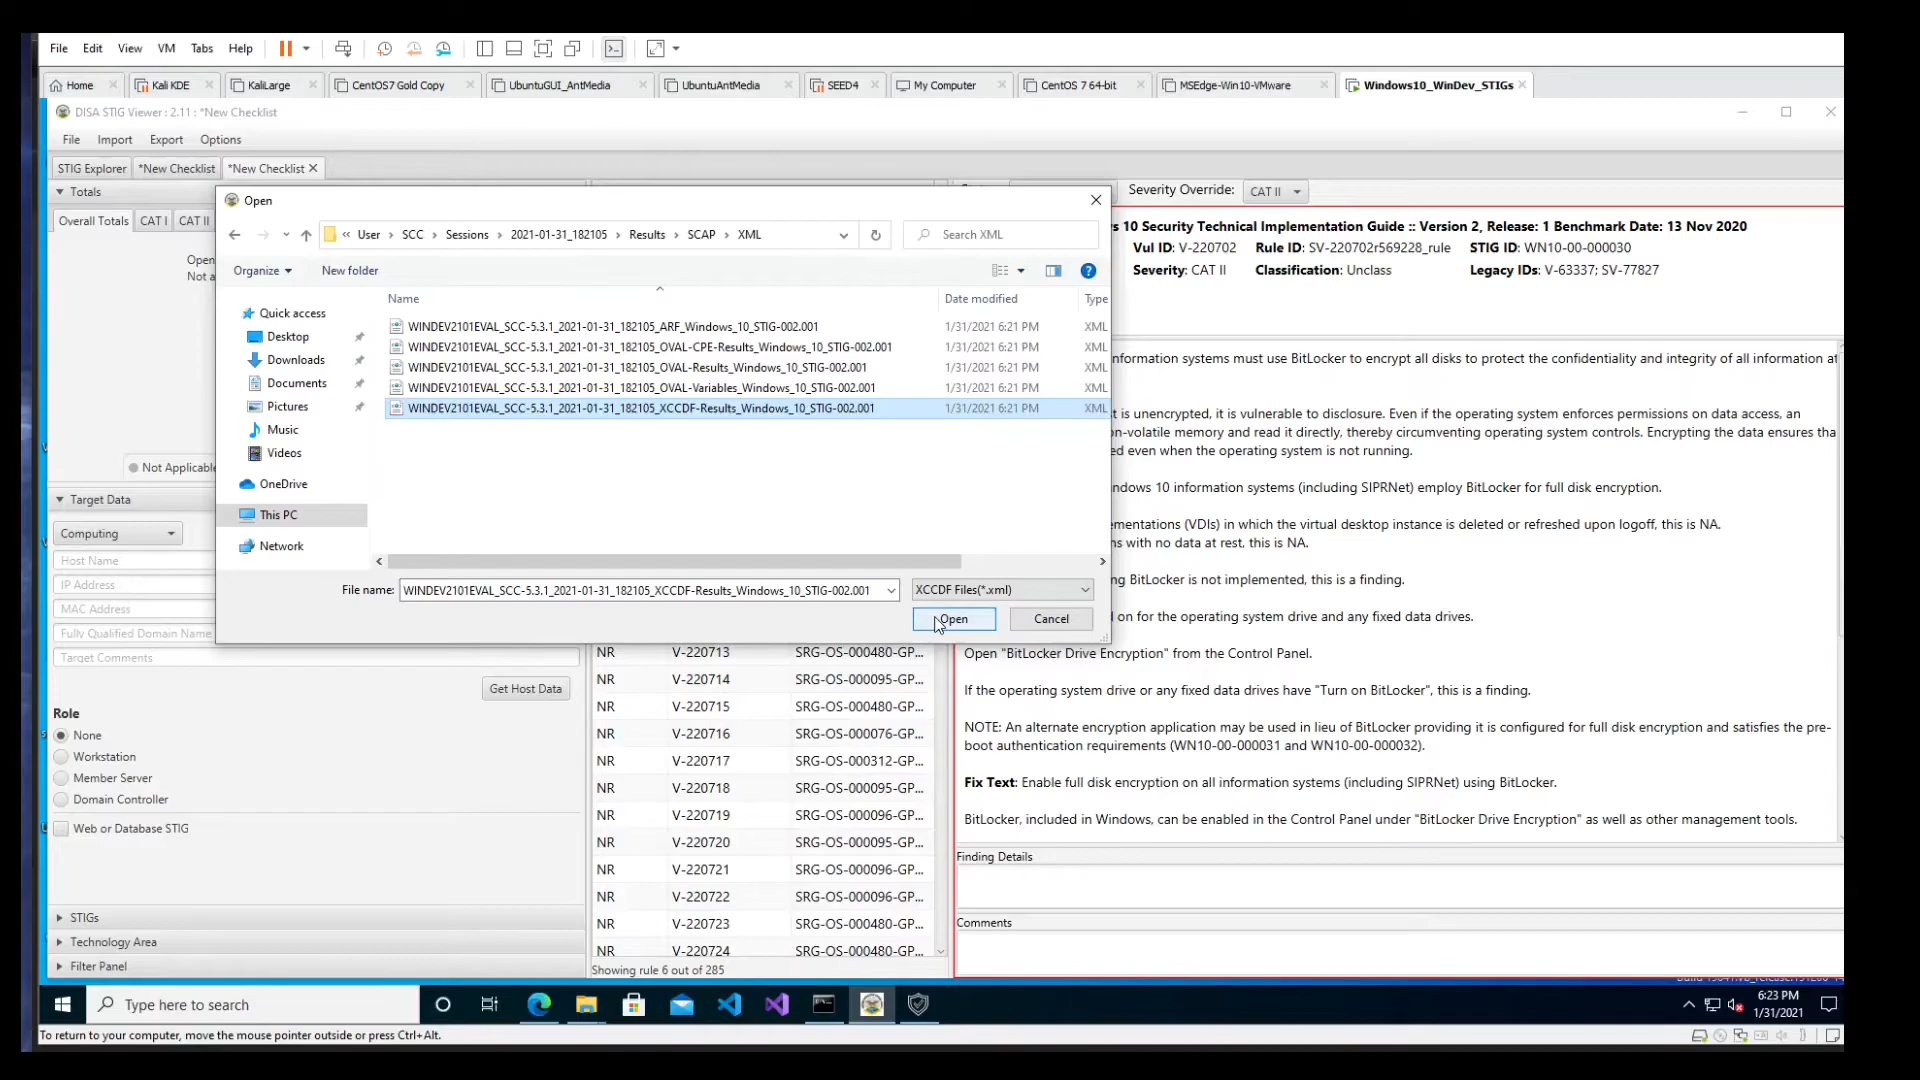 File Edit View VM Tabs Help
Home Kali KDE KaliLarge CentOS7 Gold Copy UbuntuGUI_AntMedia UbuntuAntMedia SEED4 My Computer CentOS 7 64-bit MSEdge-Win10-VMware Windows10_WinDev_STIGs
DISA STIG Viewer : 2.11 : *New Checklist
File Import Export Options
STIG Explorer *New Checklist *New Checklist
Totals
Overall Totals CAT I CAT II
Open
Not a
Not Applicable
Target Data
Computing
Host Name
IP Address
MAC Address
Fully Qualified Domain Name
Target Comments
Get Host Data
Role
None
Workstation
Member Server
Domain Controller
Web or Database STIG
STIGs
Technology Area
Filter Panel
Open
« User › SCC › Sessions › 2021-01-31_182105 › Results › SCAP › XML
Search XML
Organize New folder
Quick access
Desktop
Downloads
Documents
Pictures
Music
Videos
OneDrive
This PC
Network
Name Date modified Type
WINDEV2101EVAL_SCC-5.3.1_2021-01-31_182105_ARF_Windows_10_STIG-002.001 1/31/2021 6:21 PM XML
WINDEV2101EVAL_SCC-5.3.1_2021-01-31_182105_OVAL-CPE-Results_Windows_10_STIG-002.001 1/31/2021 6:21 PM XML
WINDEV2101EVAL_SCC-5.3.1_2021-01-31_182105_OVAL-Results_Windows_10_STIG-002.001 1/31/2021 6:21 PM XML
WINDEV2101EVAL_SCC-5.3.1_2021-01-31_182105_OVAL-Variables_Windows_10_STIG-002.001 1/31/2021 6:21 PM XML
WINDEV2101EVAL_SCC-5.3.1_2021-01-31_182105_XCCDF-Results_Windows_10_STIG-002.001 1/31/2021 6:21 PM XML
File name: WINDEV2101EVAL_SCC-5.3.1_2021-01-31_182105_XCCDF-Results_Windows_10_STIG-002.001 XCCDF Files(*.xml)
Open Cancel
NR V-220713 SRG-OS-000480-GP...
NR V-220714 SRG-OS-000095-GP...
NR V-220715 SRG-OS-000480-GP...
NR V-220716 SRG-OS-000076-GP...
NR V-220717 SRG-OS-000312-GP...
NR V-220718 SRG-OS-000095-GP...
NR V-220719 SRG-OS-000096-GP...
NR V-220720 SRG-OS-000095-GP...
NR V-220721 SRG-OS-000096-GP...
NR V-220722 SRG-OS-000096-GP...
NR V-220723 SRG-OS-000480-GP...
NR V-220724 SRG-OS-000480-GP...
Showing rule 6 out of 285
Severity Override: CAT II
s 10 Security Technical Implementation Guide :: Version 2, Release: 1 Benchmark Date: 13 Nov 2020
Vul ID: V-220702 Rule ID: SV-220702r569228_rule STIG ID: WN10-00-000030
Severity: CAT II Classification: Unclass Legacy IDs: V-63337; SV-77827
nformation systems must use BitLocker to encrypt all disks to protect the confidentiality and integrity of all information at
t is unencrypted, it is vulnerable to disclosure. Even if the operating system enforces permissions on data access, an
on-volatile memory and read it directly, thereby circumventing operating system controls. Encrypting the data ensures tha
ed even when the operating system is not running.
ndows 10 information systems (including SIPRNet) employ BitLocker for full disk encryption.
ementations (VDIs) in which the virtual desktop instance is deleted or refreshed upon logoff, this is NA.
s with no data at rest, this is NA.
ng BitLocker is not implemented, this is a finding.
on for the operating system drive and any fixed data drives.
Open "BitLocker Drive Encryption" from the Control Panel.
If the operating system drive or any fixed data drives have "Turn on BitLocker", this is a finding.
NOTE: An alternate encryption application may be used in lieu of BitLocker providing it is configured for full disk encryption and satisfies the pre-
boot authentication requirements (WN10-00-000031 and WN10-00-000032).
Fix Text: Enable full disk encryption on all information systems (including SIPRNet) using BitLocker.
BitLocker, included in Windows, can be enabled in the Control Panel under "BitLocker Drive Encryption" as well as other management tools.
Finding Details
Comments
Type here to search
6:23 PM
1/31/2021
To return to your computer, move the mouse pointer outside or press Ctrl+Alt.